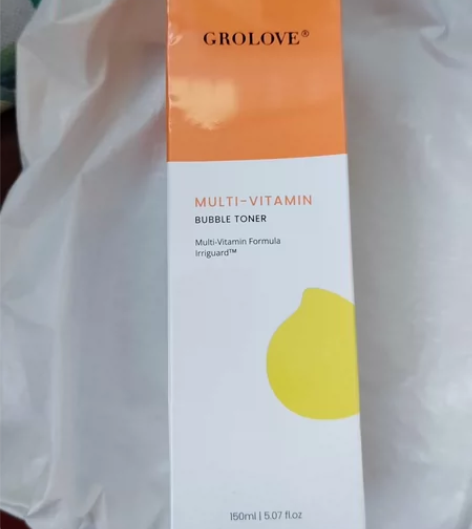 GROLOVE®
MULTI-VITAMIN
BUBBLE TONER
Multi-Vitamin Formula
Irriguard™
150ml | 5.07 fl.oz